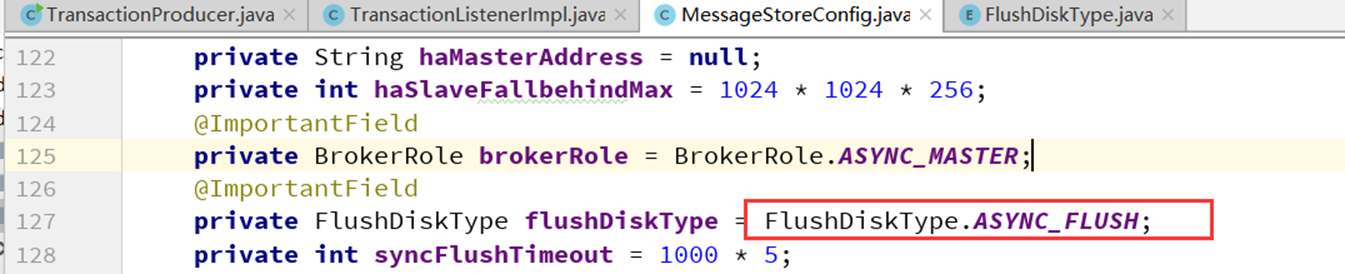 TransactionProducer.java TransactionListenerImpl.java MessageStoreConfig.java FlushDiskType.java
122 private String haMasterAddress = null;
123 private int haSlaveFallbehindMax = 1024 * 1024 * 256;
124 @ImportantField
125 private BrokerRole brokerRole = BrokerRole.ASYNC_MASTER;
126 @ImportantField
127 private FlushDiskType flushDiskType = FlushDiskType.ASYNC_FLUSH;
128 private int syncFlushTimeout = 1000 * 5;